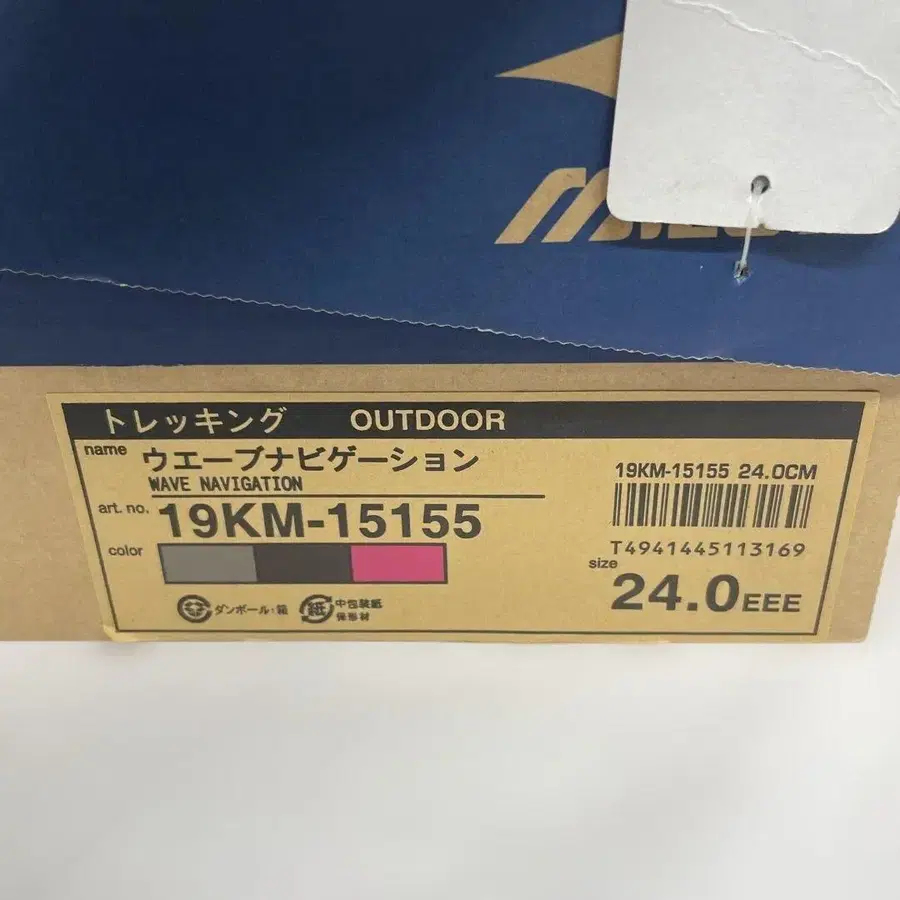 トレッキング OUTDOOR
name ウエーブナビゲーション
WAVE NAVIGATION
art. no. 19KM-15155
color
19KM-15155 24.0CM
T4941445113169
size 24.0EEE
ダンボール:箱
紙 中包装紙
保形材